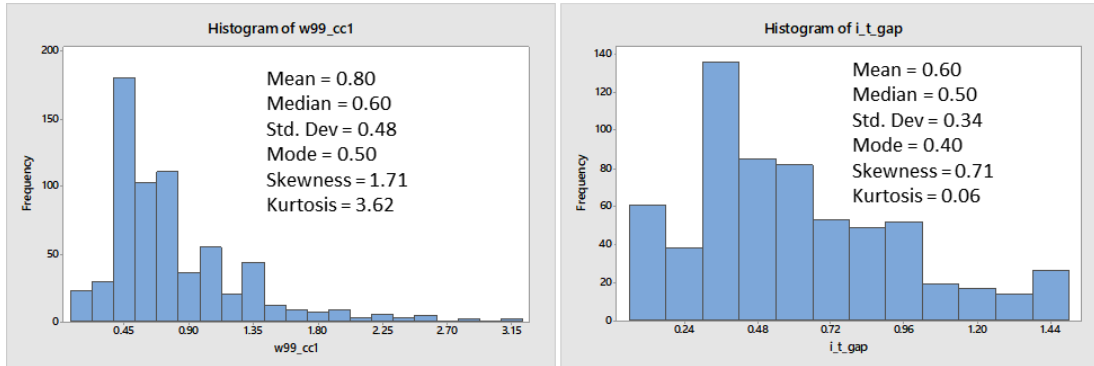 Histogram of w99_cc1
200
150
100
50
0
Frequency
Mean = 0.80
Median = 0.60
Std. Dev = 0.48
Mode = 0.50
Skewness = 1.71
Kurtosis = 3.62
0.45 0.90 1.35 1.80 2.25 2.70 3.15
w99_cc1
Histogram of i_t_gap
140
120
100
80
60
40
20
0
Frequency
Mean = 0.60
Median = 0.50
Std. Dev = 0.34
Mode = 0.40
Skewness = 0.71
Kurtosis = 0.06
0.24 0.48 0.72 0.96 1.20 1.44
i_t_gap